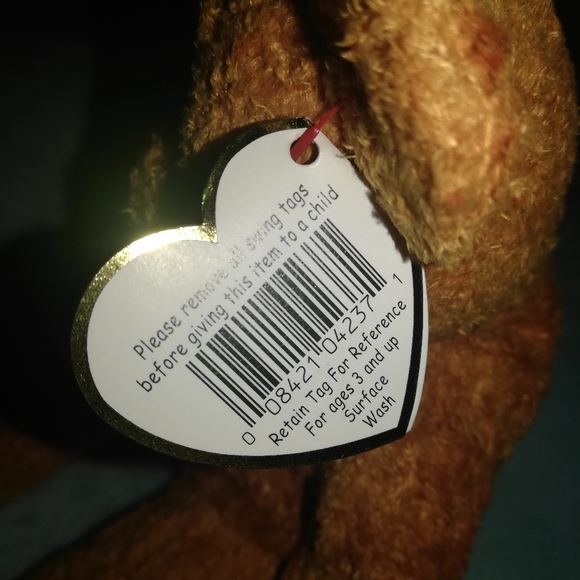 Please remove all swing tags
before giving this item to a child
0 08421 04237 1
Retain Tag For Reference
For ages 3 and up
Surface
Wash